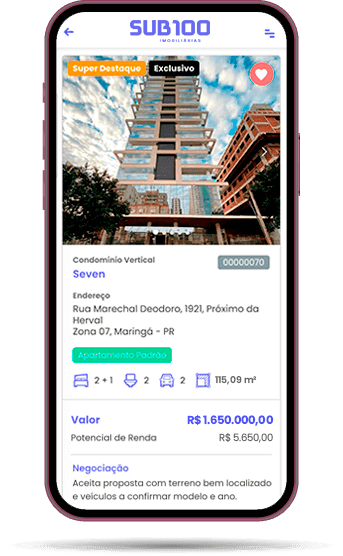 SUB100
IMOBILIÁRIAS
Super Destaque
Exclusivo
Condomínio Vertical
00000070
Seven
Endereço
Rua Marechal Deodoro, 1921, Próximo da
Herval
Zona 07, Maringá - PR
Apartamento Padrão
2 + 1 2 2 115,09 m²
Valor R$ 1.650.000,00
Potencial de Renda R$ 5.650,00
Negociação
Aceita proposta com terreno bem localizado
e veículos a confirmar modelo e ano.